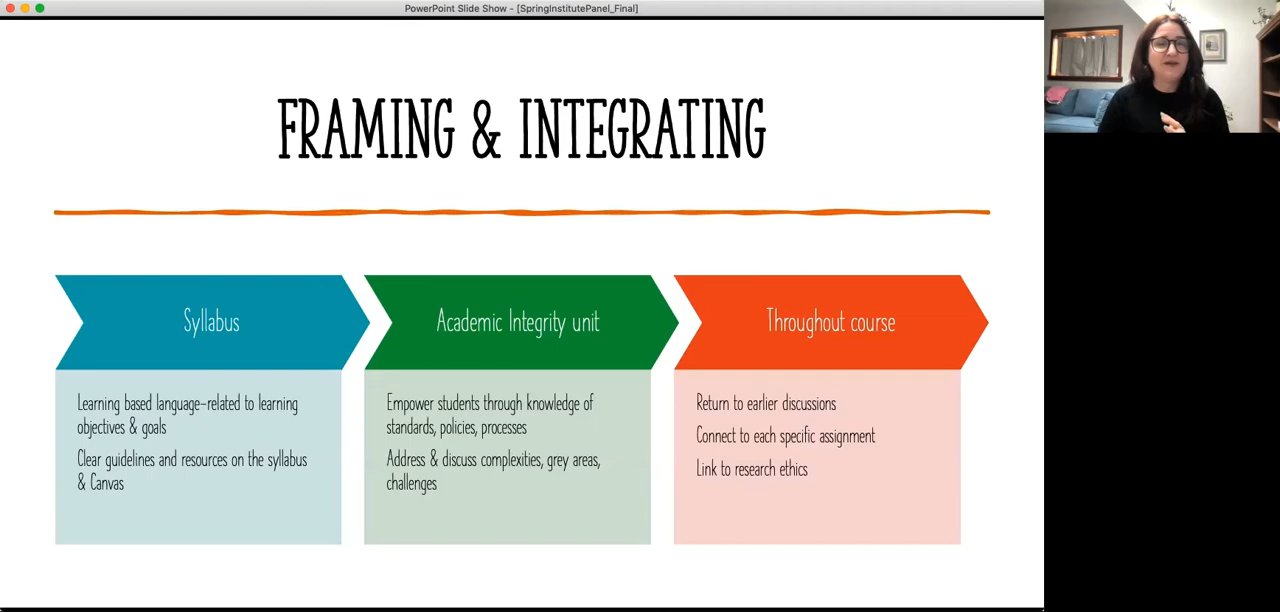 PowerPoint Slide Show - [SpringInstitutePanel_Final]
FRAMING & INTEGRATING
Syllabus
Learning based language-related to learning
objectives & goals
Clear guidelines and resources on the syllabus
& Canvas
Academic Integrity unit
Empower students through knowledge of
standards, policies, processes
Address & discuss complexities, grey areas,
challenges
Throughout course
Return to earlier discussions
Connect to each specific assignment
Link to research ethics